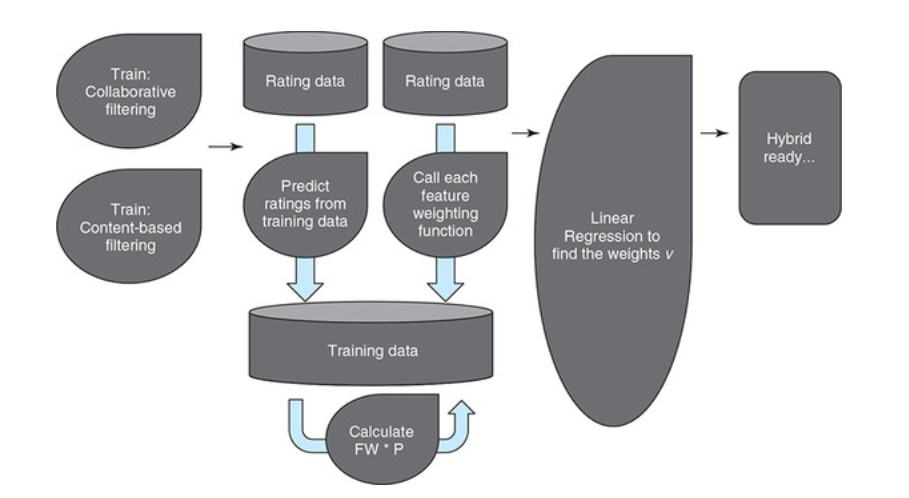 Train:
Collaborative
filtering
Train:
Content-based
filtering
Rating data
Rating data
Predict
ratings from
training data
Call each
feature
weighting
function
Training data
Calculate
FW * P
Linear
Regression to
find the weights v
Hybrid
ready...